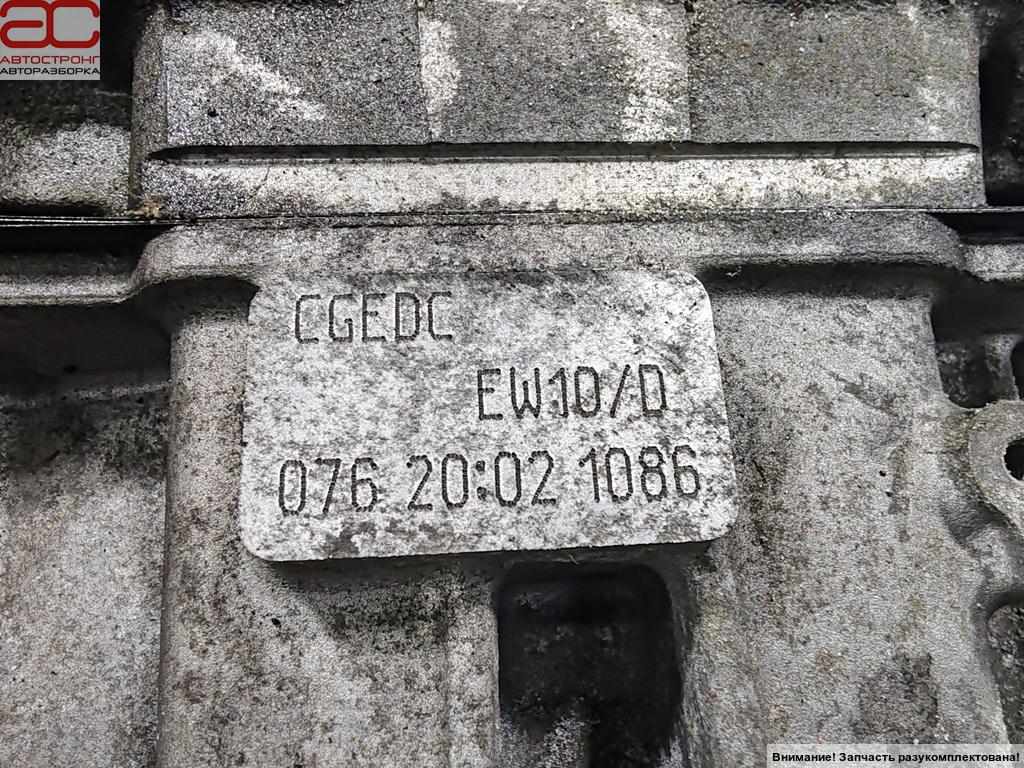 ас
АВТОСТРОНГ
АВТОРАЗБОРКА
CGEDC
EW10/D
076 20:02 1086
Внимание! Запчасть разукомплектована!